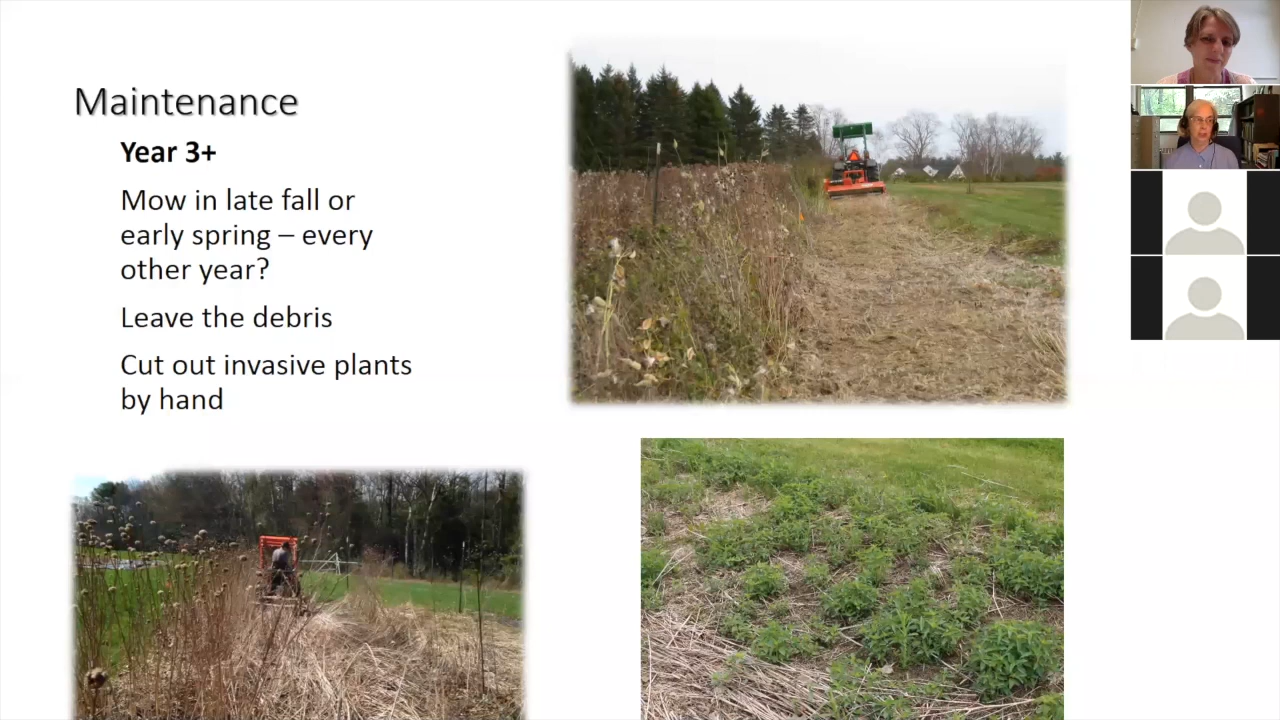 Maintenance
Year 3+
Mow in late fall or
early spring – every
other year?
Leave the debris
Cut out invasive plants
by hand